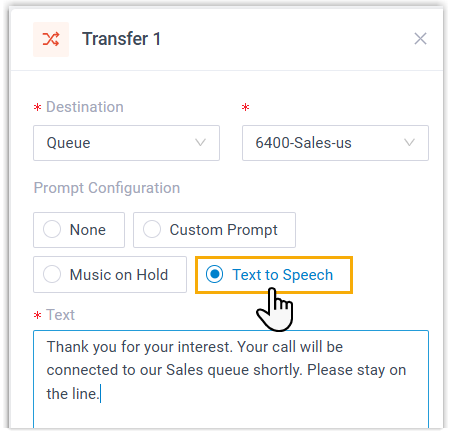 Transfer 1
* Destination *
Queue 6400-Sales-us
Prompt Configuration
None Custom Prompt
Music on Hold Text to Speech
* Text
Thank you for your interest. Your call will be
connected to our Sales queue shortly. Please stay on
the line.